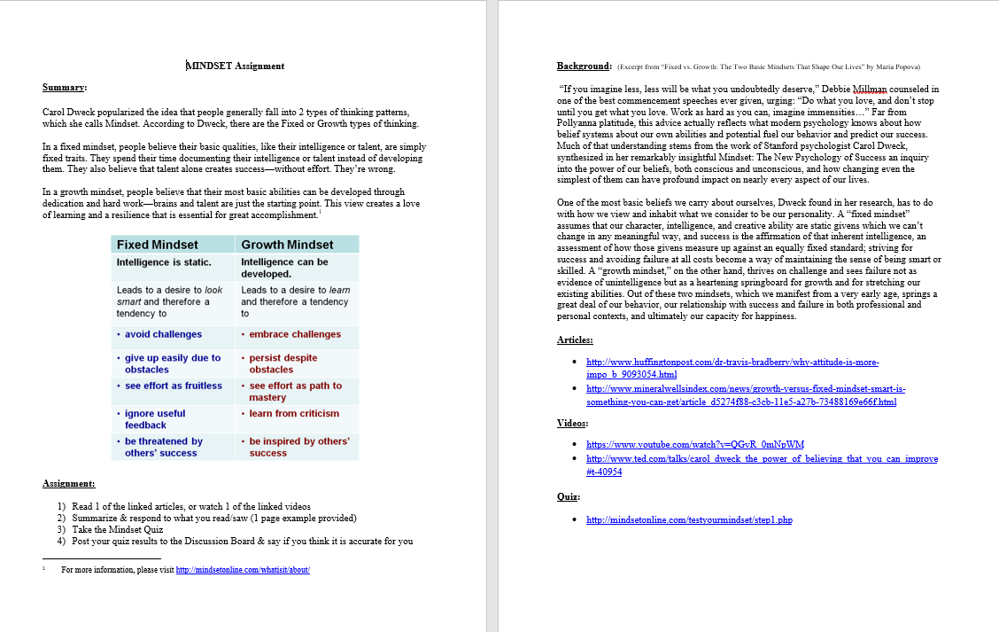 MINDSET Assignment
Summary:
Carol Dweck popularized the idea that people generally fall into 2 types of thinking patterns,
which she calls Mindset. According to Dweck, there are the Fixed or Growth types of thinking.
In a fixed mindset, people believe their basic qualities, like their intelligence or talent, are simply
fixed traits. They spend their time documenting their intelligence or talent instead of developing
them. They also believe that talent alone creates success—without effort. They're wrong.
In a growth mindset, people believe that their most basic abilities can be developed through
dedication and hard work—brains and talent are just the starting point. This view creates a love
of learning and a resilience that is essential for great accomplishment.1
Fixed Mindset Growth Mindset
Intelligence is static. Intelligence can be
developed.
Leads to a desire to look Leads to a desire to learn
smart and therefore a and therefore a tendency
tendency to to
• avoid challenges • embrace challenges
• give up easily due to • persist despite
obstacles obstacles
• see effort as fruitless • see effort as path to
mastery
• ignore useful • learn from criticism
feedback
• be threatened by • be inspired by others'
others' success success
Assignment:
1) Read 1 of the linked articles, or watch 1 of the linked videos
2) Summarize & respond to what you read/saw (1 page example provided)
3) Take the Mindset Quiz
4) Post your quiz results to the Discussion Board & say if you think it is accurate for you
1 For more information, please visit http://mindsetonline.com/whatisit/about/
Background: (Excerpt from "Fixed vs. Growth: The Two Basic Mindsets That Shape Our Lives" by Maria Popova)
"If you imagine less, less will be what you undoubtedly deserve," Debbie Millman counseled in
one of the best commencement speeches ever given, urging: "Do what you love, and don't stop
until you get what you love. Work as hard as you can, imagine immensities…" Far from
Pollyanna platitude, this advice actually reflects what modern psychology knows about how
belief systems about our own abilities and potential fuel our behavior and predict our success.
Much of that understanding stems from the work of Stanford psychologist Carol Dweck,
synthesized in her remarkably insightful Mindset: The New Psychology of Success an inquiry
into the power of our beliefs, both conscious and unconscious, and how changing even the
simplest of them can have profound impact on nearly every aspect of our lives.
One of the most basic beliefs we carry about ourselves, Dweck found in her research, has to do
with how we view and inhabit what we consider to be our personality. A "fixed mindset"
assumes that our character, intelligence, and creative ability are static givens which we can't
change in any meaningful way, and success is the affirmation of that inherent intelligence, an
assessment of how those givens measure up against an equally fixed standard; striving for
success and avoiding failure at all costs become a way of maintaining the sense of being smart or
skilled. A "growth mindset," on the other hand, thrives on challenge and sees failure not as
evidence of unintelligence but as a heartening springboard for growth and for stretching our
existing abilities. Out of these two mindsets, which we manifest from a very early age, springs a
great deal of our behavior, our relationship with success and failure in both professional and
personal contexts, and ultimately our capacity for happiness.
Articles:
• http://www.huffingtonpost.com/dr-travis-bradberry/why-attitude-is-more-
impo_b_9093054.html
• http://www.mineralwellsindex.com/news/growth-versus-fixed-mindset-smart-is-
something-you-can-get/article_d5274f88-c3cb-11e5-a27b-73488169e66f.html
Videos:
• https://www.youtube.com/watch?v=QGvR_0mNpWM
• http://www.ted.com/talks/carol_dweck_the_power_of_believing_that_you_can_improve
#t-40954
Quiz:
• http://mindsetonline.com/testyourmindset/step1.php